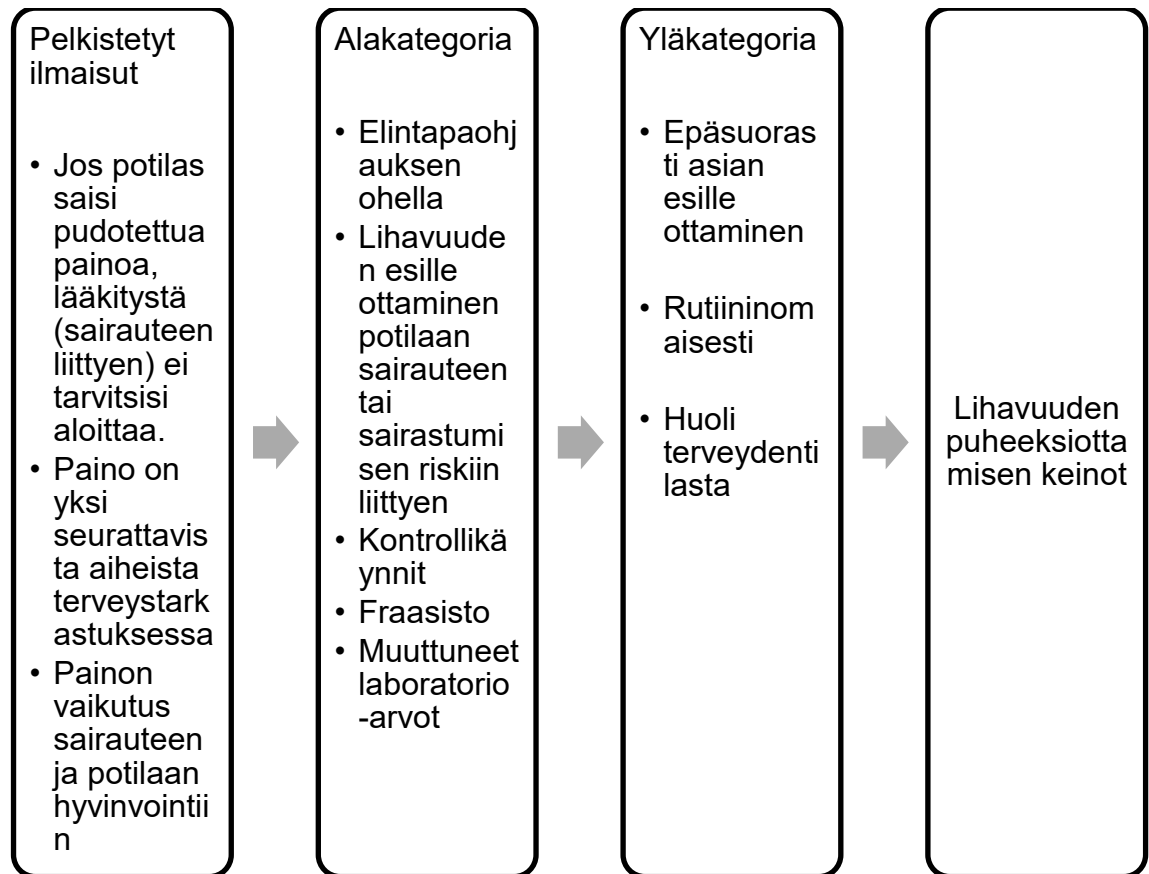 Pelkistetyt
ilmaisut
• Jos potilas
saisi
pudotettua
painoa,
lääkitystä
(sairauteen
liittyen) ei
tarvitsisi
aloittaa.
• Paino on
yksi
seurattavis
ta aiheista
terveystark
astuksessa
• Painon
vaikutus
sairauteen
ja potilaan
hyvinvointii
n
Alakategoria
• Elintapaohj
auksen
ohella
• Lihavuude
n esille
ottaminen
potilaan
sairauteen
tai
sairastumi
sen riskiin
liittyen
• Kontrollikä
ynnit
• Fraasisto
• Muuttuneet
laboratorio
-arvot
Yläkategoria
• Epäsuoras
ti asian
esille
ottaminen
• Rutiininom
aisesti
• Huoli
terveydenti
lasta
Lihavuuden
puheeksiotta
misen keinot